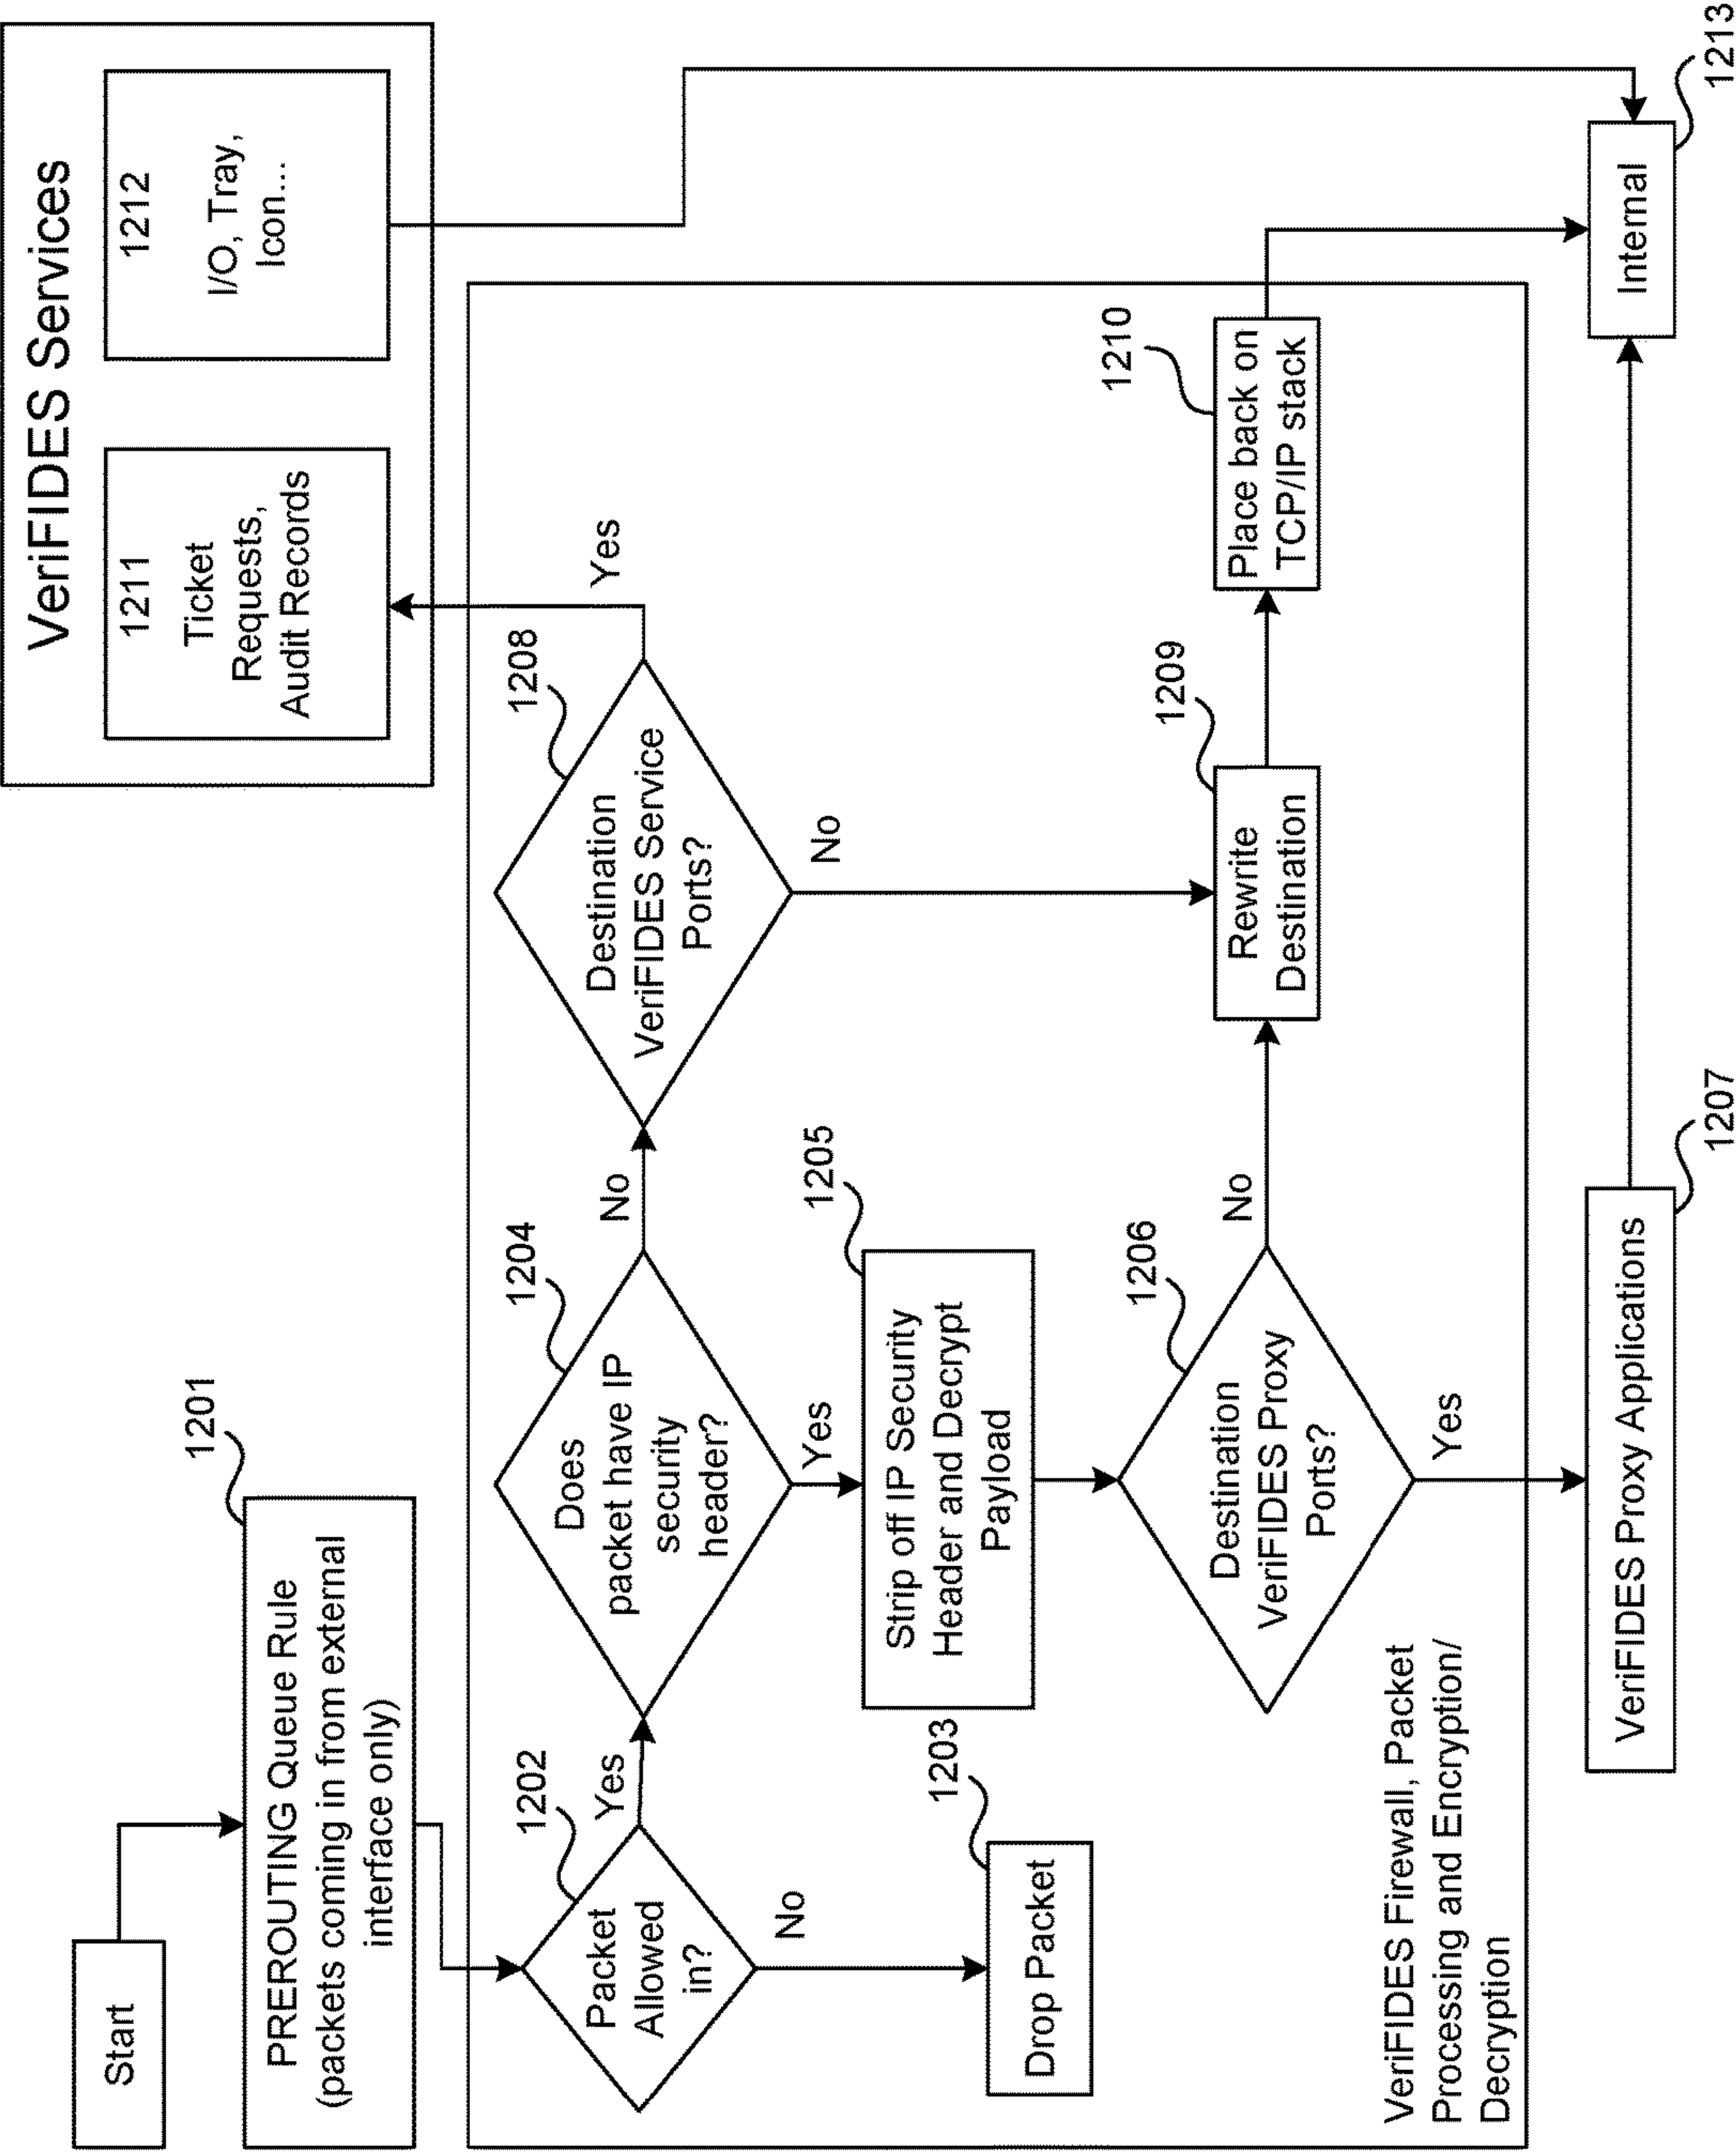 Start
1201
PREROUTING Queue Rule
(packets coming in from external
interface only)
VeriFIDES Services
1211
Ticket
Requests,
Audit Records
1212
I/O, Tray,
Icon...
1202
Packet
Allowed
in?
Yes
No
1203
Drop Packet
1204
Does
packet have IP
security
header?
No
Yes
1208
Destination
VeriFIDES Service
Ports?
Yes
No
1205
Strip off IP Security
Header and Decrypt
Payload
1206
Destination
VeriFIDES Proxy
Ports?
No
Yes
1209
Rewrite
Destination
1210
Place back on
TCP/IP stack
VeriFIDES Firewall, Packet
Processing and Encryption/
Decryption
VeriFIDES Proxy Applications
1207
Internal
1213